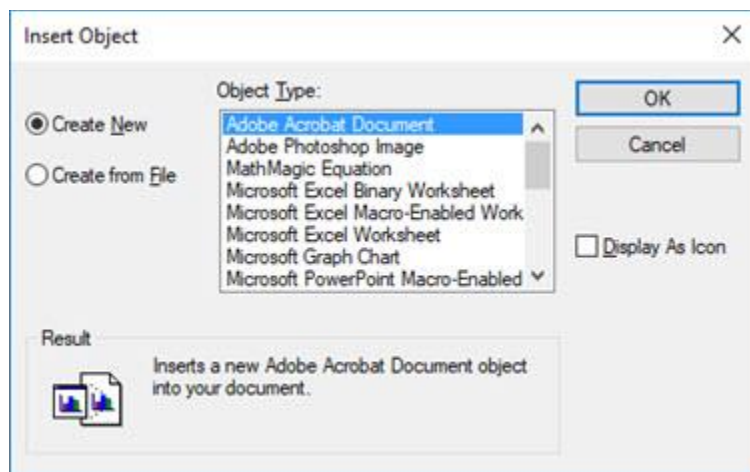 Insert Object
Create New
Create from File
Object Type:
Adobe Acrobat Document
Adobe Photoshop Image
MathMagic Equation
Microsoft Excel Binary Worksheet
Microsoft Excel Macro-Enabled Work
Microsoft Excel Worksheet
Microsoft Graph Chart
Microsoft PowerPoint Macro-Enabled
OK
Cancel
Display As Icon
Result
Inserts a new Adobe Acrobat Document object
into your document.